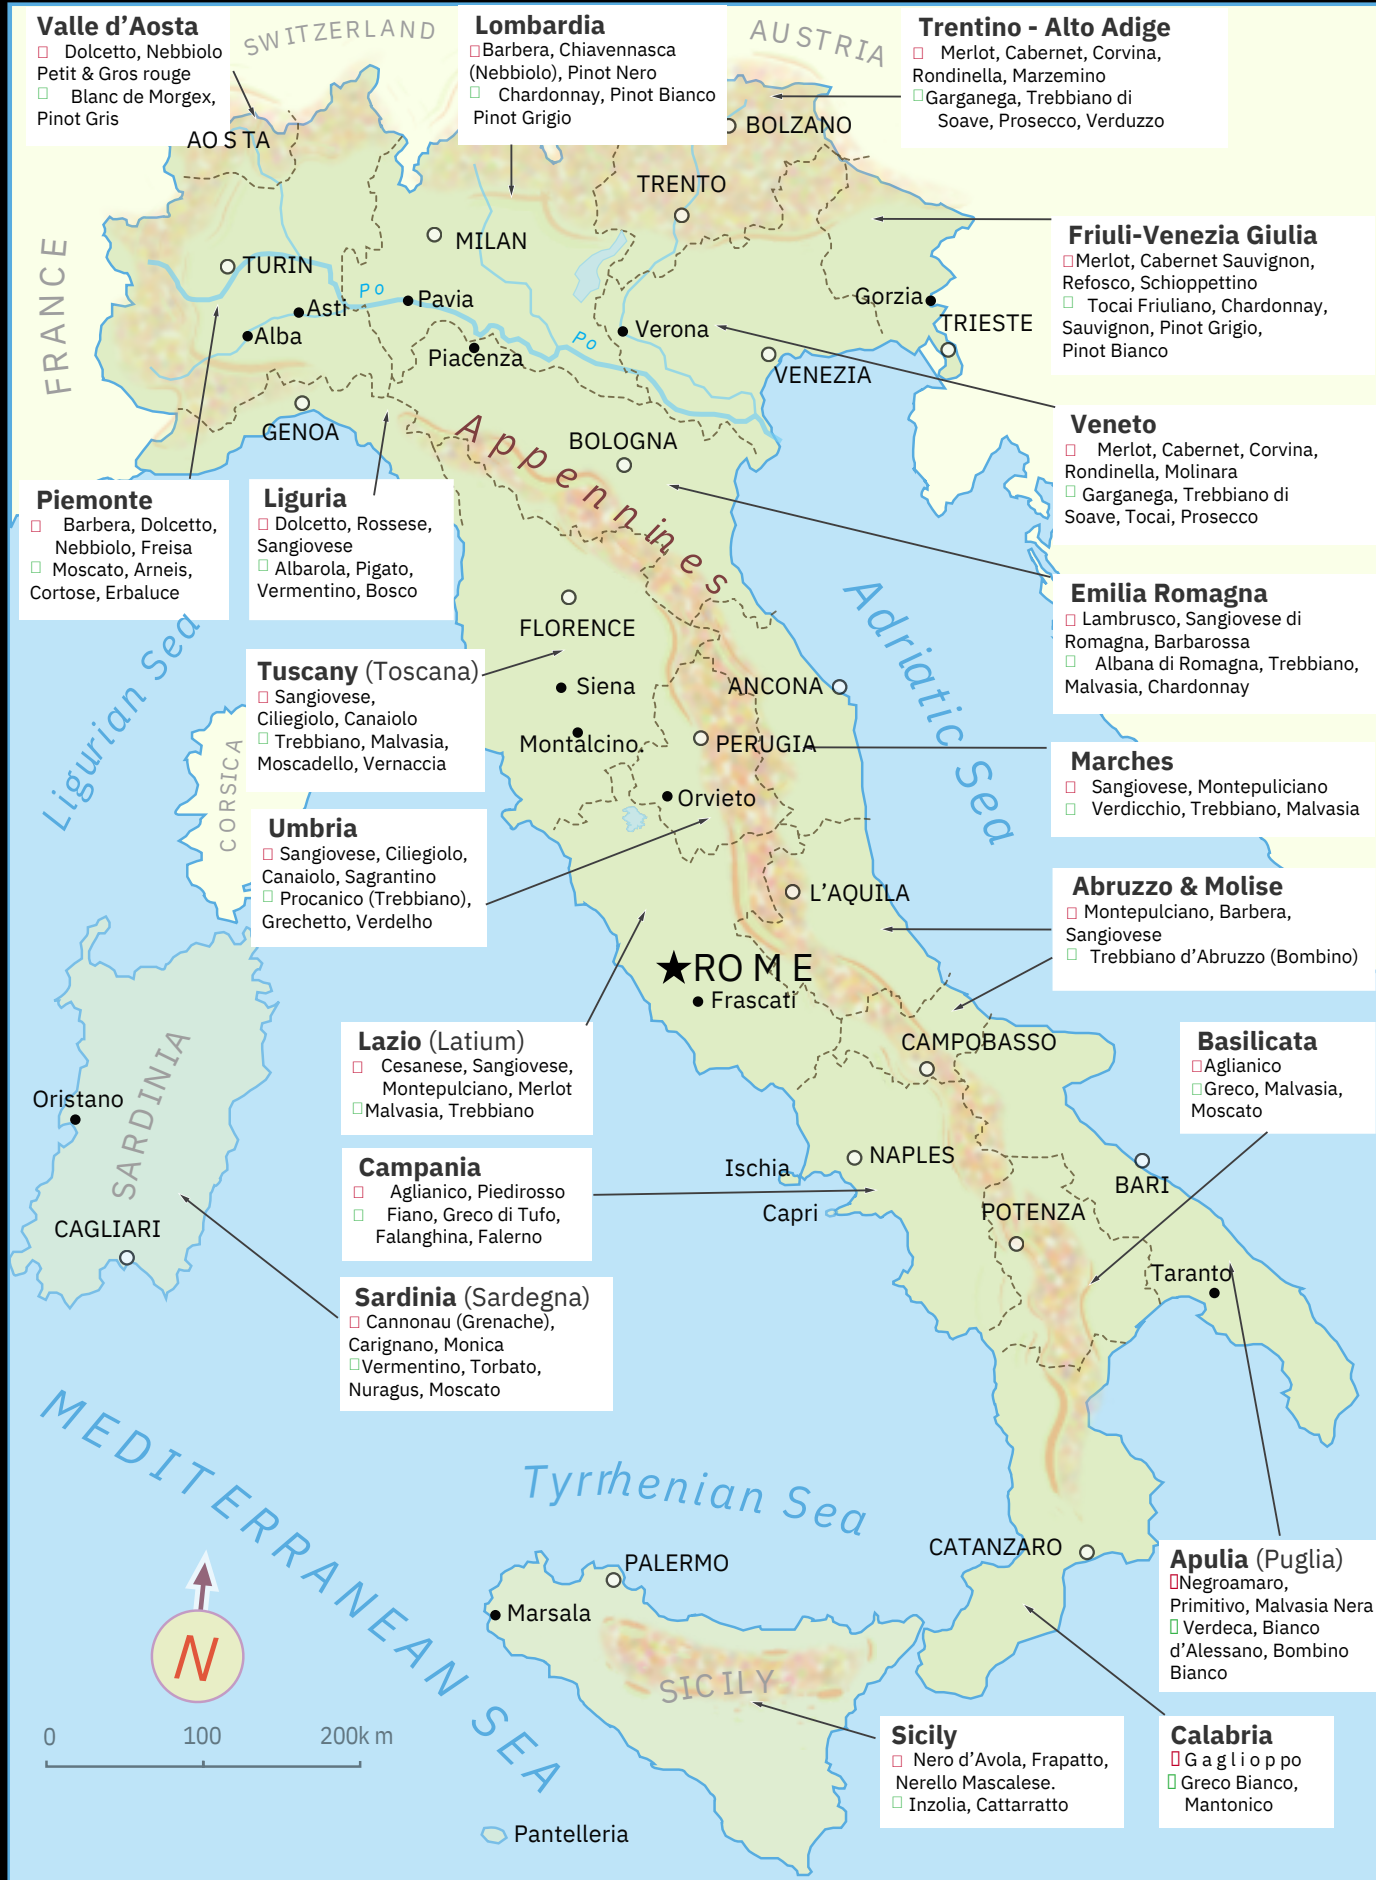 Valle d’Aosta
Dolcetto, Nebbiolo
Petit & Gros rouge
Blanc de Morgex,
Pinot Gris
SWITZERLAND
Lombardia
Barbera, Chiavennasca
(Nebbiolo), Pinot Nero
Chardonnay, Pinot Bianco
Pinot Grigio
AUSTRIA
Trentino - Alto Adige
Merlot, Cabernet, Corvina,
Rondinella, Marzemino
Garganega, Trebbiano di
Soave, Prosecco, Verduzzo
AOSTA
BOLZANO
TRENTO
MILAN
TURIN
FRANCE
Asti
Po
Pavia
Alba
Piacenza
Po
Verona
Gorzia
TRIESTE
VENEZIA
Friuli-Venezia Giulia
Merlot, Cabernet Sauvignon,
Refosco, Schioppettino
Tocai Friuliano, Chardonnay,
Sauvignon, Pinot Grigio,
Pinot Bianco
GENOA
Appennines
BOLOGNA
Veneto
Merlot, Cabernet, Corvina,
Rondinella, Molinara
Garganega, Trebbiano di
Soave, Tocai, Prosecco
Piemonte
Barbera, Dolcetto,
Nebbiolo, Freisa
Moscato, Arneis,
Cortose, Erbaluce
Liguria
Dolcetto, Rossese,
Sangiovese
Albarola, Pigato,
Vermentino, Bosco
Emilia Romagna
Lambrusco, Sangiovese di
Romagna, Barbarossa
Albana di Romagna, Trebbiano,
Malvasia, Chardonnay
Ligurian Sea
Adriatic Sea
FLORENCE
Tuscany (Toscana)
Sangiovese,
Ciliegiolo, Canaiolo
Trebbiano, Malvasia,
Moscadello, Vernaccia
Siena
Montalcino.
ANCONA
PERUGIA
Orvieto
CORSICA
Marches
Sangiovese, Montepuliciano
Verdicchio, Trebbiano, Malvasia
Umbria
Sangiovese, Ciliegiolo,
Canaiolo, Sagrantino
Procanico (Trebbiano),
Grechetto, Verdelho
L’AQUILA
Abruzzo & Molise
Montepulciano, Barbera,
Sangiovese
Trebbiano d’Abruzzo (Bombino)
ROME
Frascati
Lazio (Latium)
Cesanese, Sangiovese,
Montepulciano, Merlot
Malvasia, Trebbiano
CAMPOBASSO
Basilicata
Aglianico
Greco, Malvasia,
Moscato
Oristano
SARDINIA
CAGLIARI
Campania
Aglianico, Piedirosso
Fiano, Greco di Tufo,
Falanghina, Falerno
Ischia
NAPLES
Capri
BARI
POTENZA
Taranto
Sardinia (Sardegna)
Cannonau (Grenache),
Carignano, Monica
Vermentino, Torbato,
Nuragus, Moscato
MEDITERRANEAN SEA
Tyrrhenian Sea
CATANZARO
PALERMO
Marsala
Apulia (Puglia)
Negroamaro,
Primitivo, Malvasia Nera
Verdeca, Bianco
d’Alessano, Bombino
Bianco
N
SICILY
0 100 200km
Sicily
Nero d’Avola, Frapatto,
Nerello Mascalese.
Inzolia, Cattarratto
Calabria
Gaglioppo
Greco Bianco,
Mantonico
Pantelleria